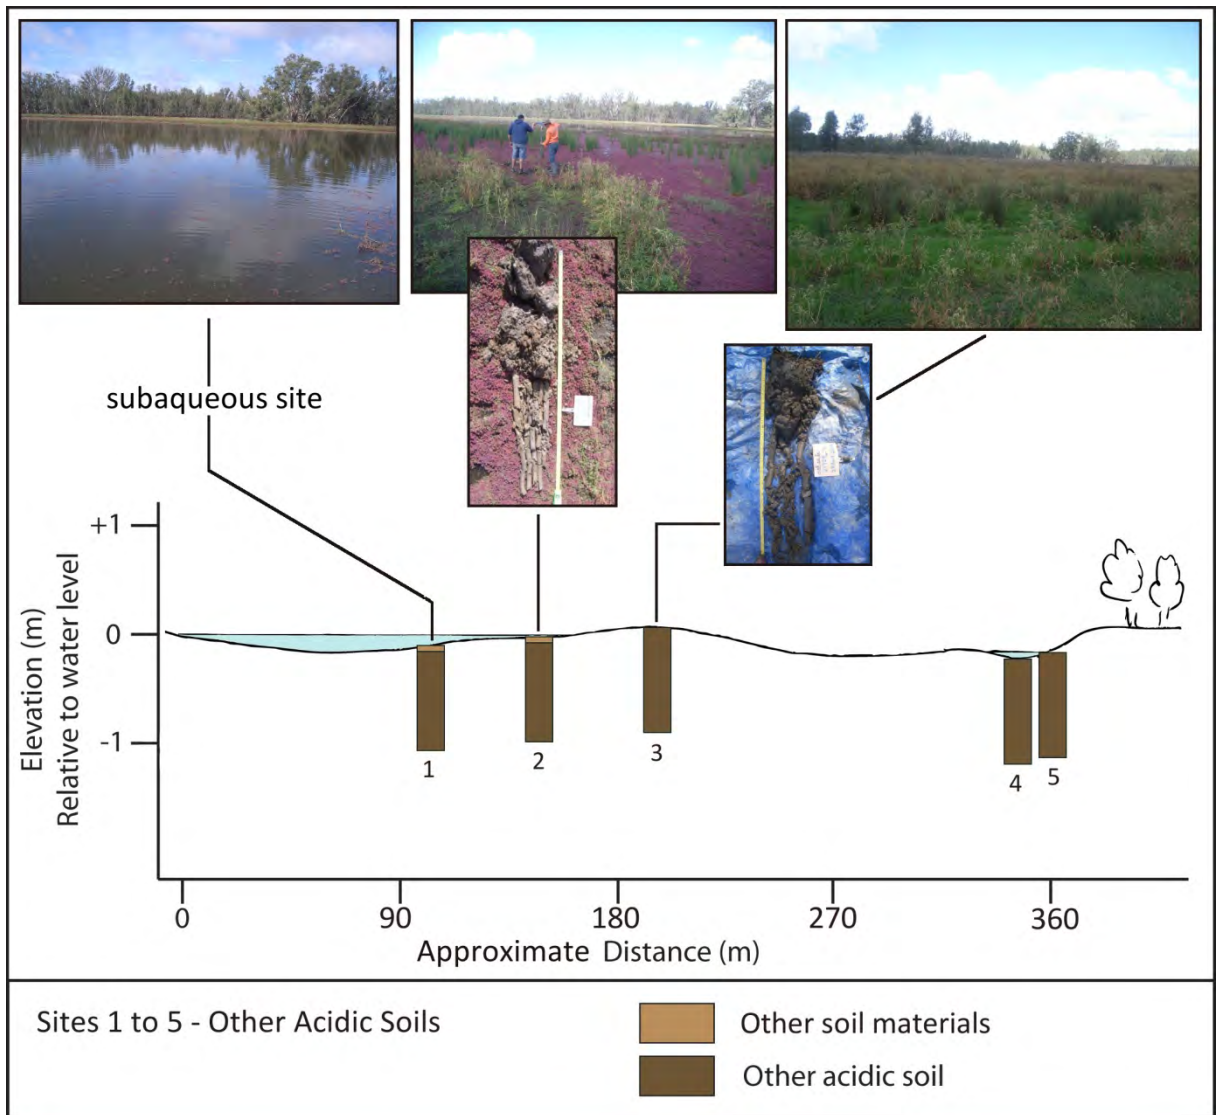 subaqueous site
Elevation (m)
Relative to water level
+1
0
-1
1
2
3
4
5
0
90
180
270
360
Approximate Distance (m)
Sites 1 to 5 - Other Acidic Soils
Other soil materials
Other acidic soil